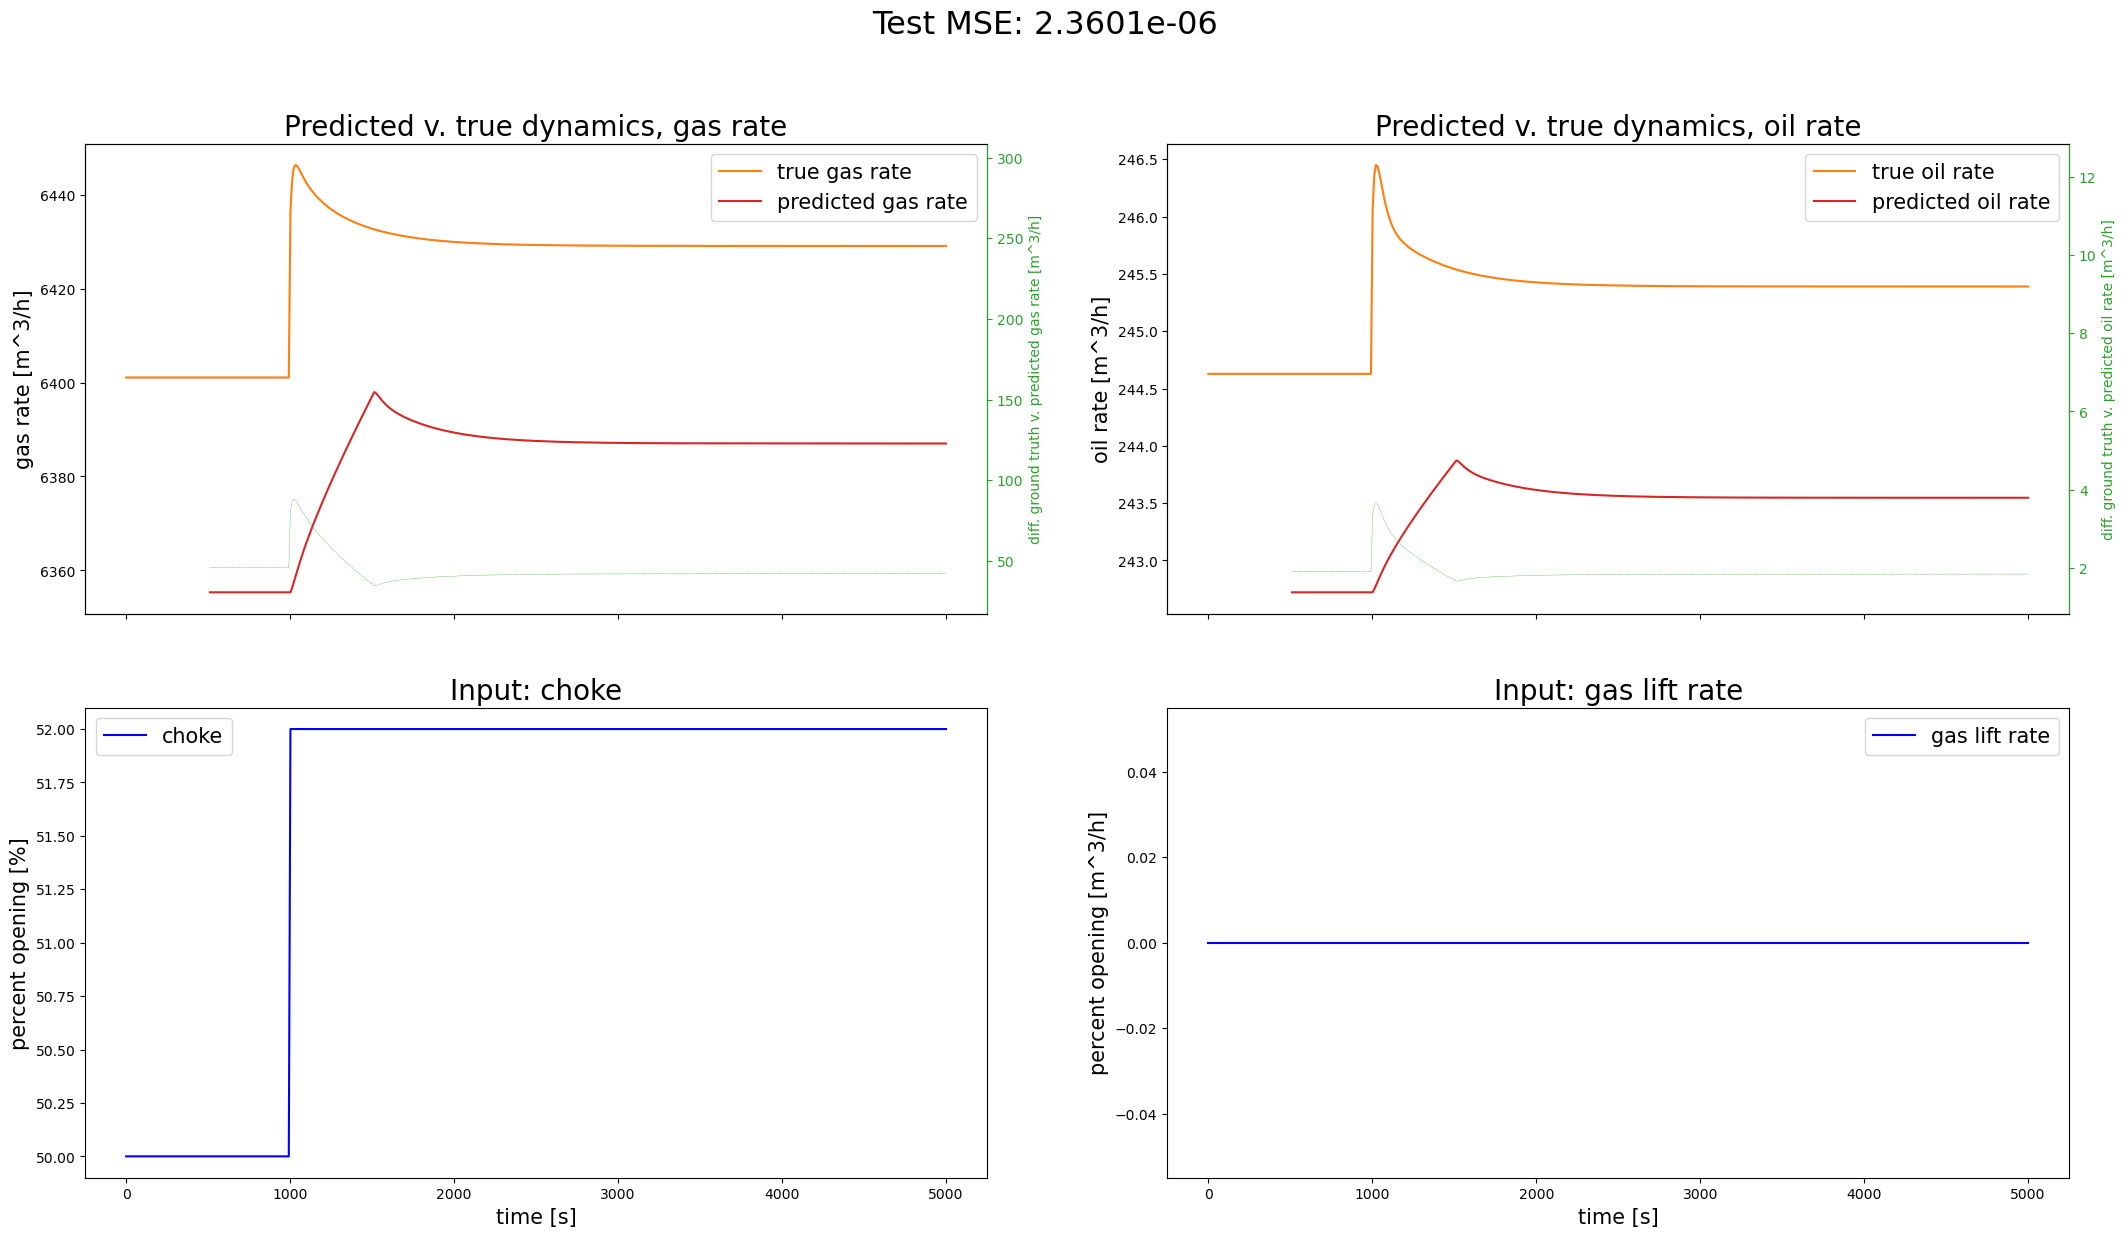 Test MSE: 2.3601e-06
Predicted v. true dynamics, gas rate
true gas rate
predicted gas rate
gas rate [m^3/h]
6440
6420
6400
6380
6360
300
250
200
150
100
50
diff. ground truth v. predicted gas rate [m^3/h]
Predicted v. true dynamics, oil rate
true oil rate
predicted oil rate
oil rate [m^3/h]
246.5
246.0
245.5
245.0
244.5
244.0
243.5
243.0
12
10
8
6
4
2
diff. ground truth v. predicted oil rate [m^3/h]
Input: choke
choke
percent opening [%]
52.00
51.75
51.50
51.25
51.00
50.75
50.50
50.25
50.00
0 1000 2000 3000 4000 5000
time [s]
Input: gas lift rate
gas lift rate
percent opening [m^3/h]
0.04
0.02
0.00
−0.02
−0.04
0 1000 2000 3000 4000 5000
time [s]